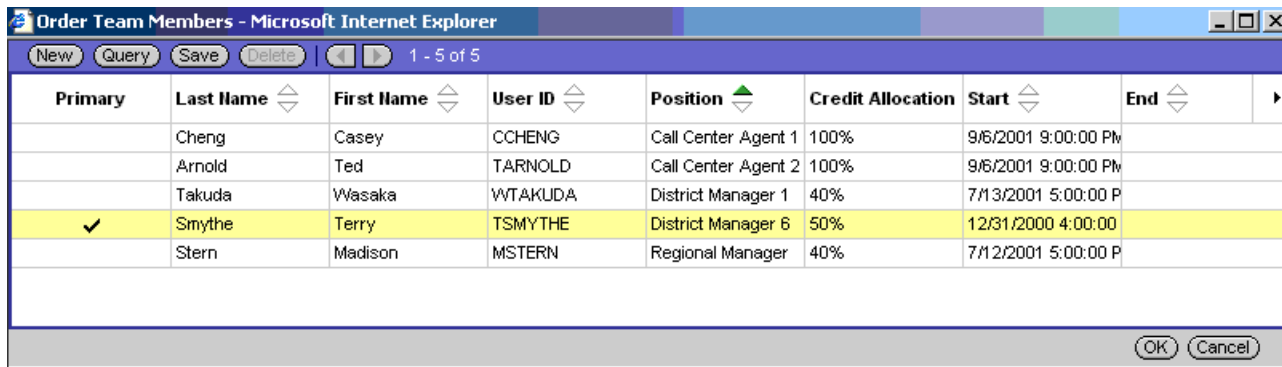 Order Team Members - Microsoft Internet Explorer
New Query Save Delete 1 - 5 of 5
Primary Last Name First Name User ID Position Credit Allocation Start End
Cheng Casey CCHENG Call Center Agent 1 100% 9/6/2001 9:00:00 PM
Arnold Ted TARNOLD Call Center Agent 2 100% 9/6/2001 9:00:00 PM
Takuda Wasaka WTAKUDA District Manager 1 40% 7/13/2001 5:00:00 P
Smythe Terry TSMYTHE District Manager 6 50% 12/31/2000 4:00:00
Stern Madison MSTERN Regional Manager 40% 7/12/2001 5:00:00 P
OK Cancel